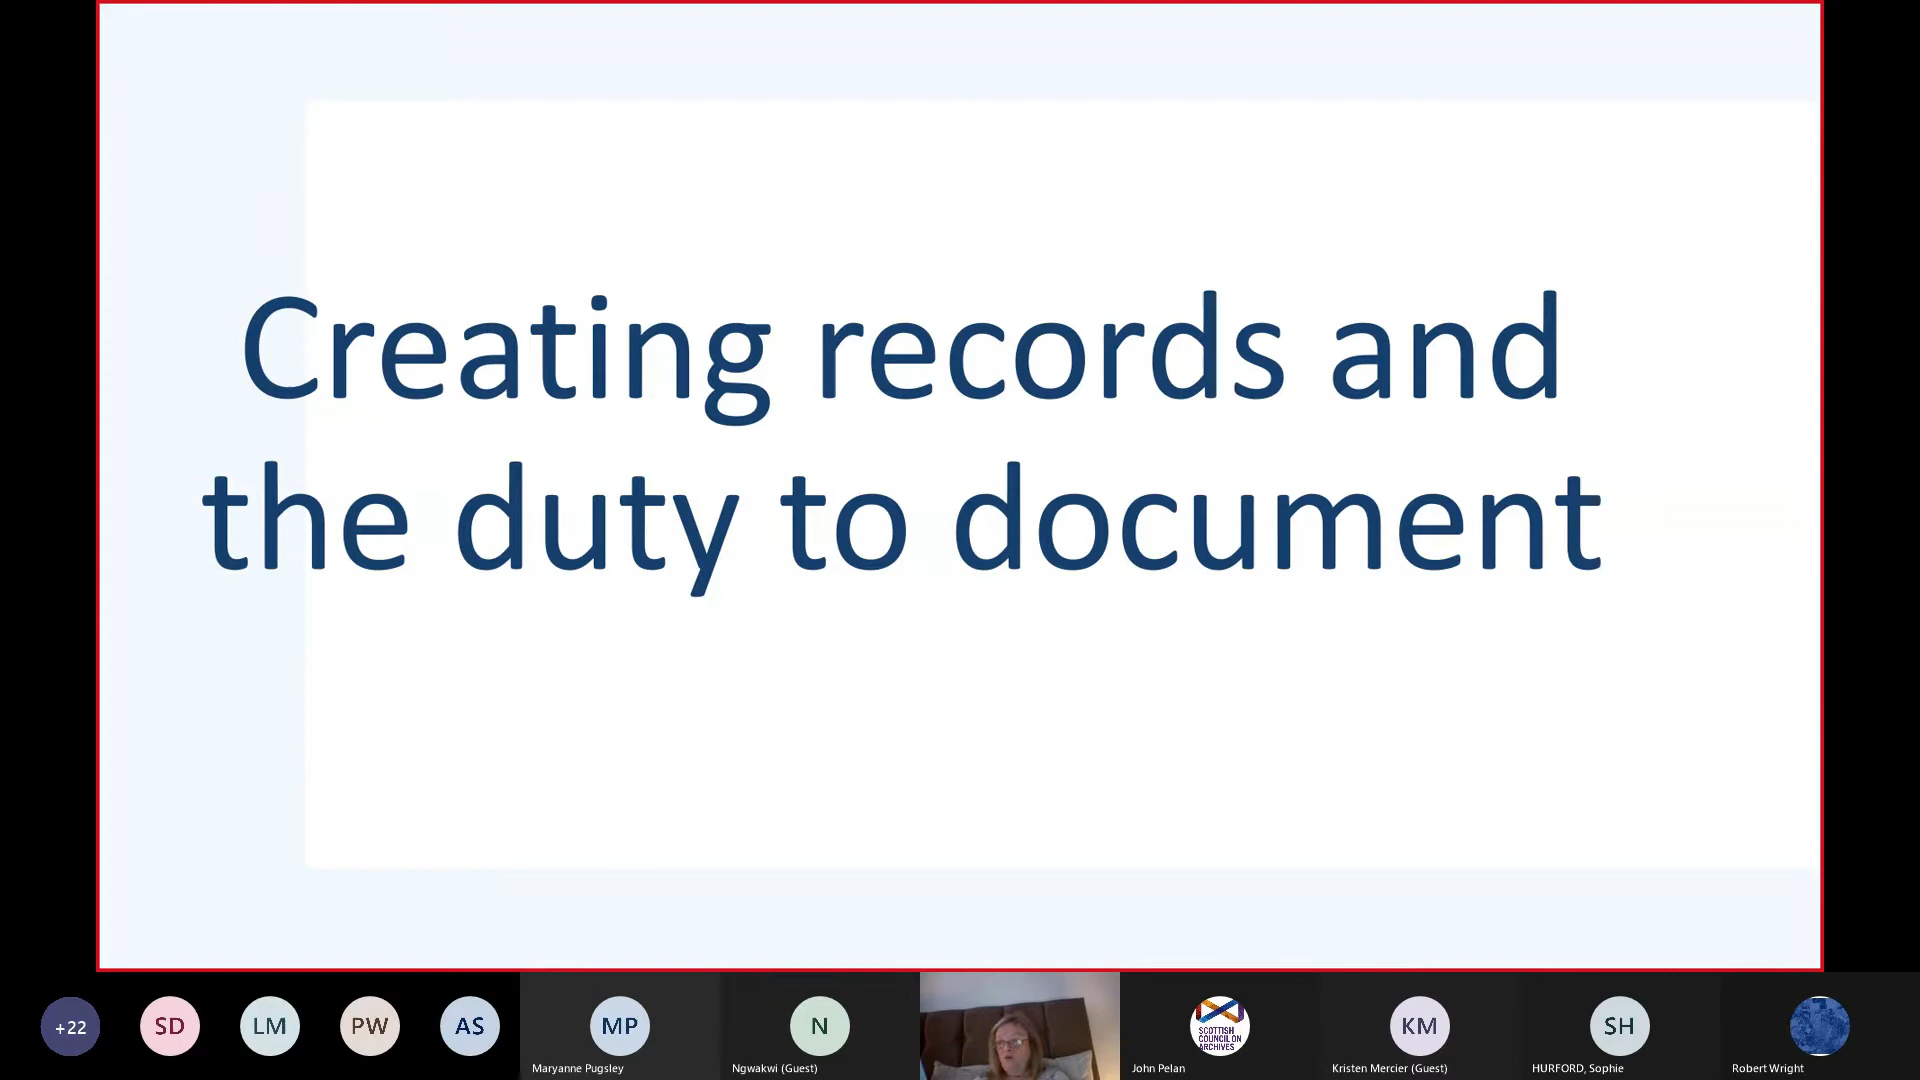 Creating records and
the duty to document
+22
SD
LM
PW
AS
MP
N
SCOTTISH
COUNCIL ON
ARCHIVES
KM
SH
Maryanne Pugsley
Ngwakwi (Guest)
John Pelan
Kristen Mercier (Guest)
HURFORD, Sophie
Robert Wright